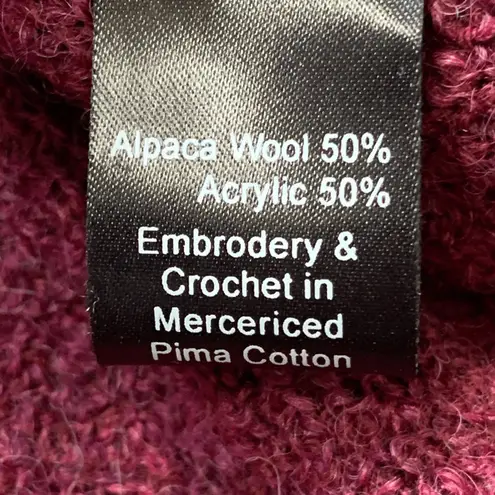 Alpaca Wool 50%
Acrylic 50%
Embrodery &
Crochet in
Mercericed
Pima Cotton